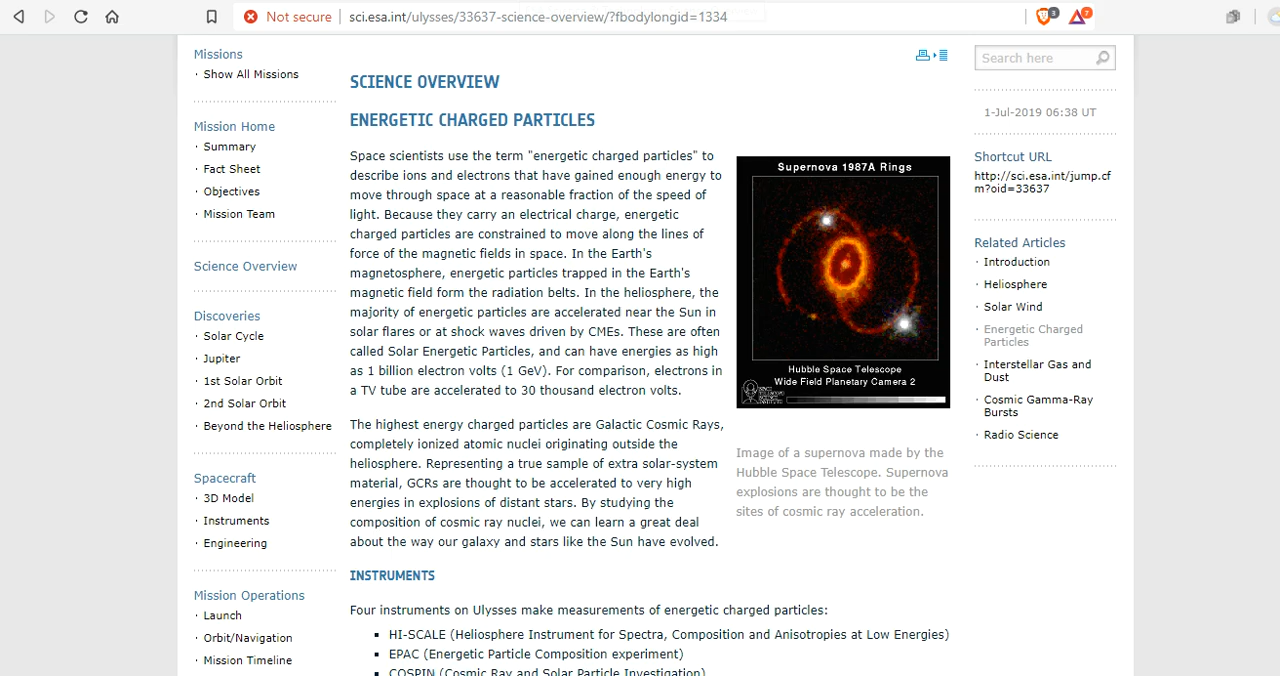 Not secure
sci.esa.int/ulysses/33637-science-overview/?fbodylongid=1334
3
7
Missions
Show All Missions
Mission Home
Summary
Fact Sheet
Objectives
Mission Team
Science Overview
Discoveries
Solar Cycle
Jupiter
1st Solar Orbit
2nd Solar Orbit
Beyond the Heliosphere
Spacecraft
3D Model
Instruments
Engineering
Mission Operations
Launch
Orbit/Navigation
Mission Timeline
SCIENCE OVERVIEW
ENERGETIC CHARGED PARTICLES
Space scientists use the term "energetic charged particles" to
describe ions and electrons that have gained enough energy to
move through space at a reasonable fraction of the speed of
light. Because they carry an electrical charge, energetic
charged particles are constrained to move along the lines of
force of the magnetic fields in space. In the Earth's
magnetosphere, energetic particles trapped in the Earth's
magnetic field form the radiation belts. In the heliosphere, the
majority of energetic particles are accelerated near the Sun in
solar flares or at shock waves driven by CMEs. These are often
called Solar Energetic Particles, and can have energies as high
as 1 billion electron volts (1 GeV). For comparison, electrons in
a TV tube are accelerated to 30 thousand electron volts.
The highest energy charged particles are Galactic Cosmic Rays,
completely ionized atomic nuclei originating outside the
heliosphere. Representing a true sample of extra solar-system
material, GCRs are thought to be accelerated to very high
energies in explosions of distant stars. By studying the
composition of cosmic ray nuclei, we can learn a great deal
about the way our galaxy and stars like the Sun have evolved.
INSTRUMENTS
Four instruments on Ulysses make measurements of energetic charged particles:
HI-SCALE (Heliosphere Instrument for Spectra, Composition and Anisotropies at Low Energies)
EPAC (Energetic Particle Composition experiment)
COSPIN (Cosmic Ray and Solar Particle Investigation)
Supernova 1987A Rings
Hubble Space Telescope
Wide Field Planetary Camera 2
Image of a supernova made by the
Hubble Space Telescope. Supernova
explosions are thought to be the
sites of cosmic ray acceleration.
Search here
1-Jul-2019 06:38 UT
Shortcut URL
http://sci.esa.int/jump.cf
m?oid=33637
Related Articles
Introduction
Heliosphere
Solar Wind
Energetic Charged
Particles
Interstellar Gas and
Dust
Cosmic Gamma-Ray
Bursts
Radio Science